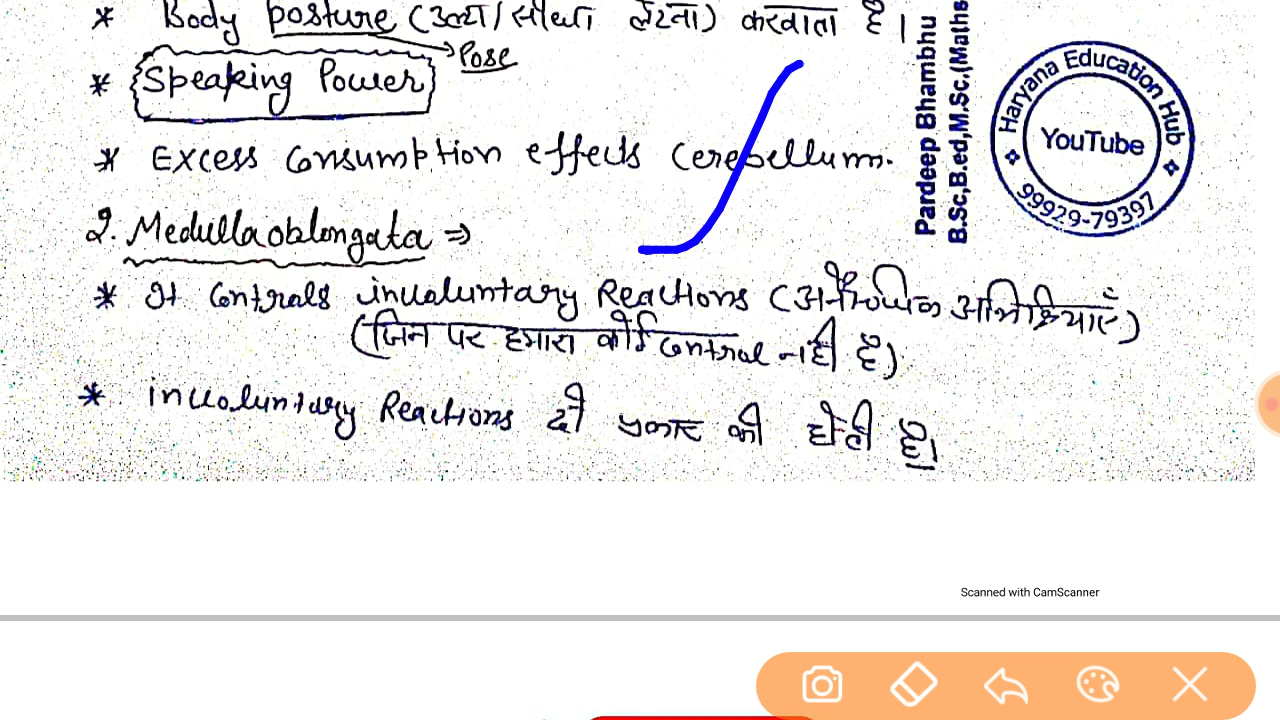 * Body posture (उल्टा/सीधा लेटना) करवाता है।
Pose
* Speaking Power
* Excess Consumption effects Cerebellum.
2. Medulla oblongata ⇒
* It Controls involuntary Reactions (अनैच्छिक अभिक्रियाएं)
(जिन पर हमारा कोई Control नही है)
* involuntary Reactions दो प्रकार की होती है।
Pardeep Bhambhu
B.Sc,B.ed,M.Sc.(Maths
Haryana Education Hub
YouTube
99929-79397
Scanned with CamScanner